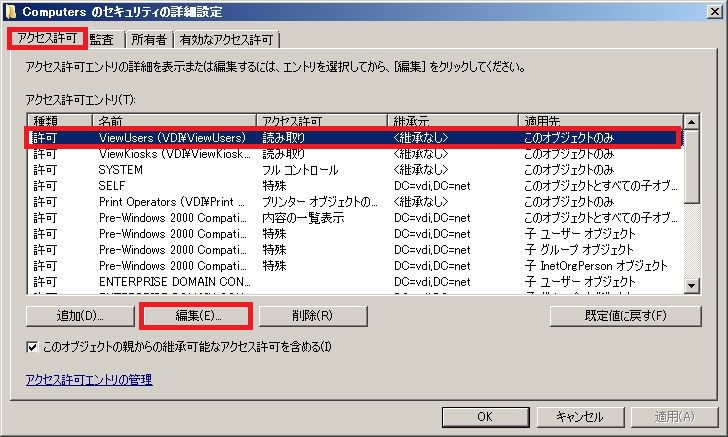 Computers のセキュリティの詳細設定
アクセス許可 監査 所有者 有効なアクセス許可
アクセス許可エントリの詳細を表示または編集するには、エントリを選択してから、[編集] をクリックしてください。
アクセス許可エントリ(T):
種類 名前 アクセス許可 継承元 適用先
許可 ViewUsers (VDI¥ViewUsers) 読み取り <継承なし> このオブジェクトのみ
許可 ViewKiosks (VDI¥ViewKiosk... 読み取り <継承なし> このオブジェクトのみ
許可 SYSTEM フル コントロール <継承なし> このオブジェクトのみ
許可 SELF 特殊 DC=vdi,DC=net このオブジェクトとすべての子オブ...
許可 Print Operators (VDI¥Print ... プリンター オブジェクトの... <継承なし> このオブジェクトのみ
許可 Pre-Windows 2000 Compati... 内容の一覧表示 DC=vdi,DC=net このオブジェクトとすべての子オブ...
許可 Pre-Windows 2000 Compati... 特殊 DC=vdi,DC=net 子 ユーザー オブジェクト
許可 Pre-Windows 2000 Compati... 特殊 DC=vdi,DC=net 子 グループ オブジェクト
許可 Pre-Windows 2000 Compati... 特殊 DC=vdi,DC=net 子 InetOrgPerson オブジェクト
許可 ENTERPRISE DOMAIN CON... DC=vdi,DC=net 子 ユーザー オブジェクト
追加(D)... 編集(E)... 削除(R) 既定値に戻す(F)
このオブジェクトの親からの継承可能なアクセス許可を含める(I)
アクセス許可エントリの管理
OK キャンセル 適用(A)